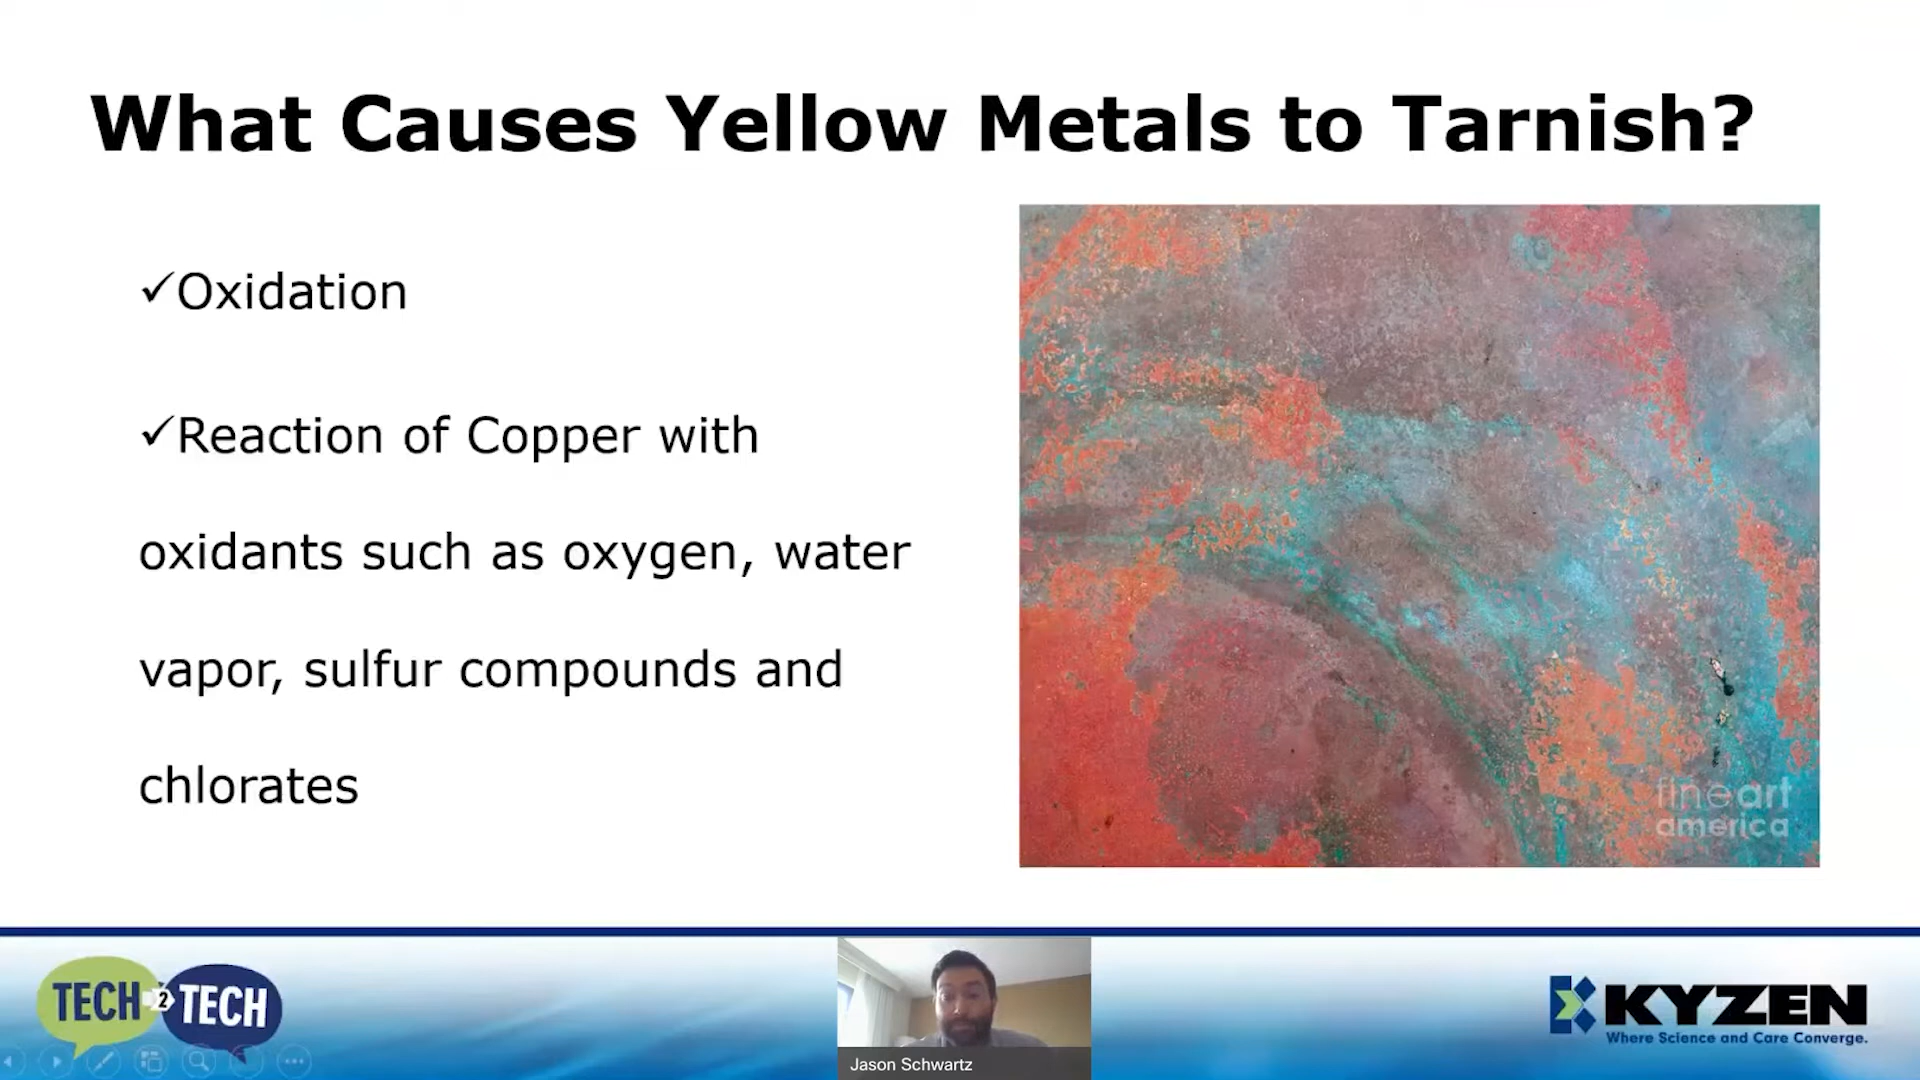 What Causes Yellow Metals to Tarnish?
✓Oxidation
✓Reaction of Copper with
oxidants such as oxygen, water
vapor, sulfur compounds and
chlorates
fineart
america
TECH 2 TECH
Jason Schwartz
KYZEN
Where Science and Care Converge.